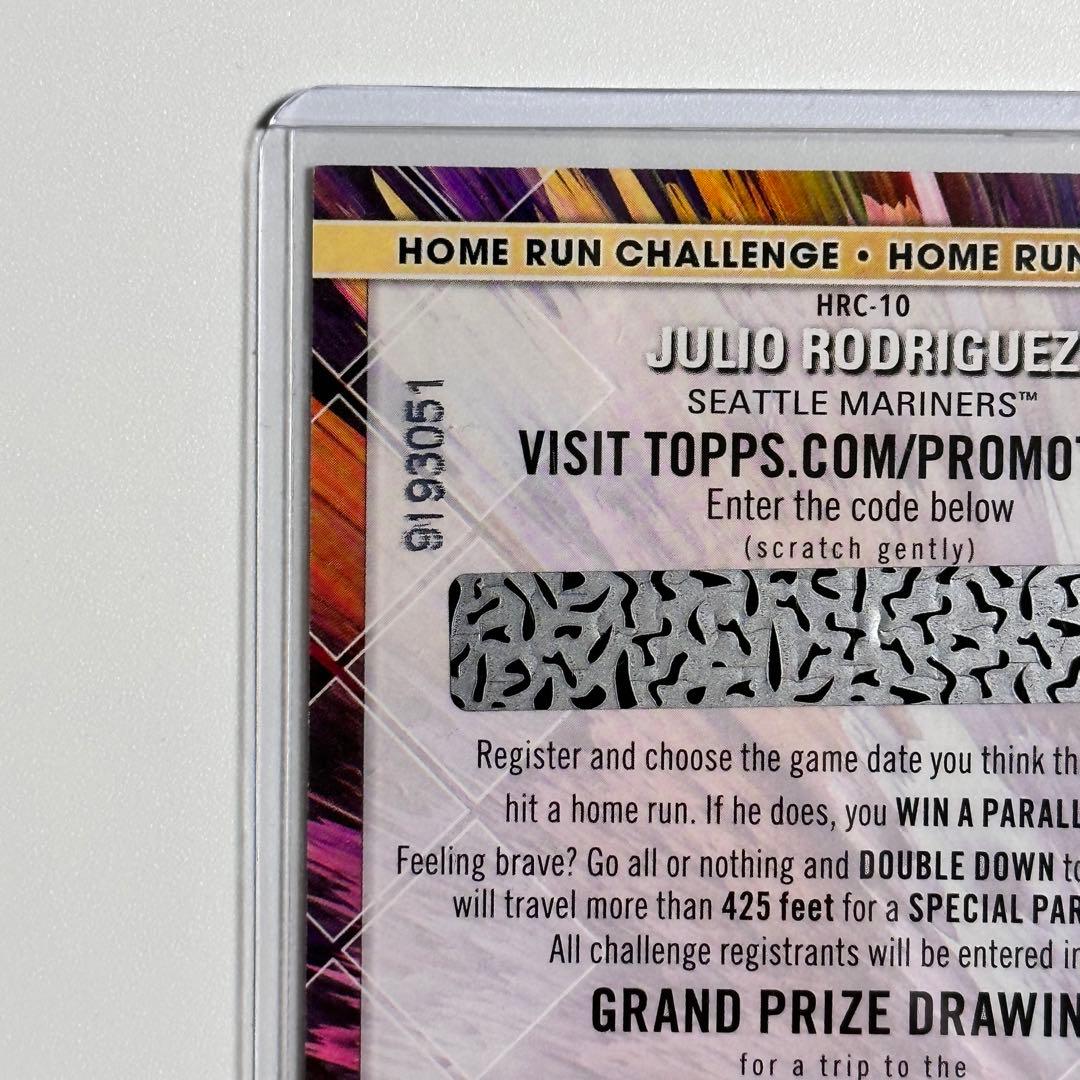 HOME RUN CHALLENGE • HOME RUN
HRC-10
JULIO RODRIGUEZ
SEATTLE MARINERS™
9193051
VISIT TOPPS.COM/PROMO
Enter the code below
(scratch gently)
Register and choose the game date you think th
hit a home run. If he does, you WIN A PARALL
Feeling brave? Go all or nothing and DOUBLE DOWN to
will travel more than 425 feet for a SPECIAL PAR
All challenge registrants will be entered in
GRAND PRIZE DRAWIN
for a trip to the